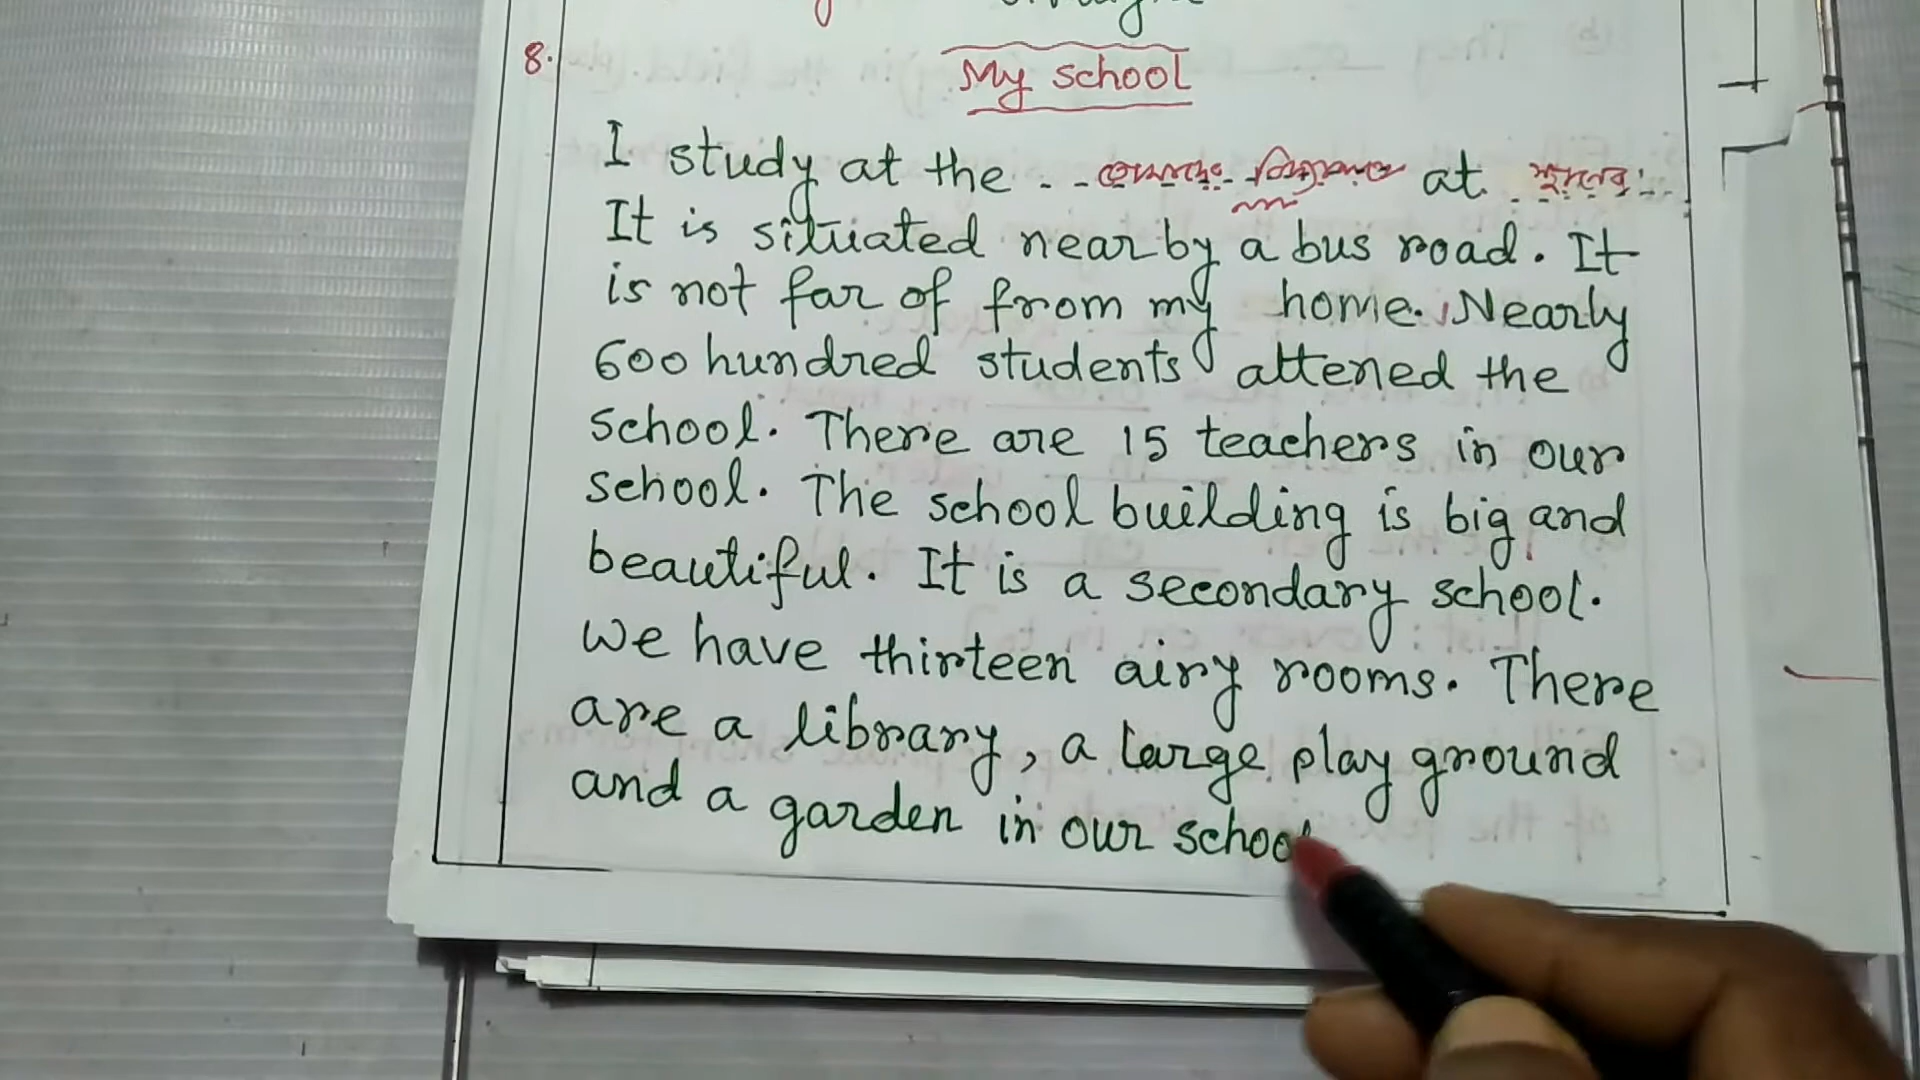 8. My school
I study at the ... তোমাদের বিদ্যালয় at স্থানের
It is situated near by a bus road. It
is not far of from my home. Nearly
600 hundred students attened the
school. There are 15 teachers in our
school. The school building is big and
beautiful. It is a secondary school.
We have thirteen airy rooms. There
are a library, a large play ground
and a garden in our school